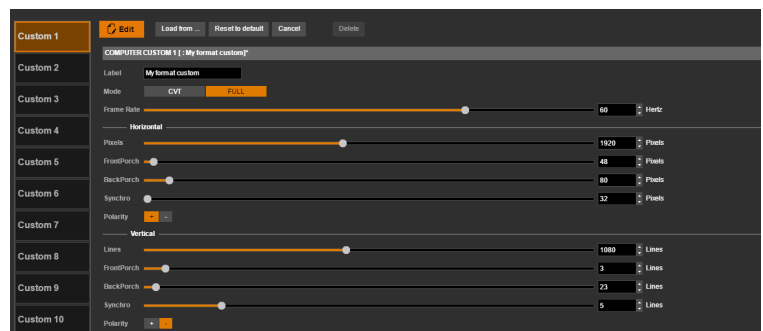 Custom 1
Custom 2
Custom 3
Custom 4
Custom 5
Custom 6
Custom 7
Custom 8
Custom 9
Custom 10
Edit Load from ... Reset to default Cancel Delete
COMPUTER CUSTOM 1 [ : My format custom]*
Label My format custom
Mode CVT FULL
Frame Rate 60 Hertz
Horizontal
Pixels 1920 Pixels
FrontPorch 48 Pixels
BackPorch 80 Pixels
Synchro 32 Pixels
Polarity + -
Vertical
Lines 1080 Lines
FrontPorch 3 Lines
BackPorch 23 Lines
Synchro 5 Lines
Polarity + -